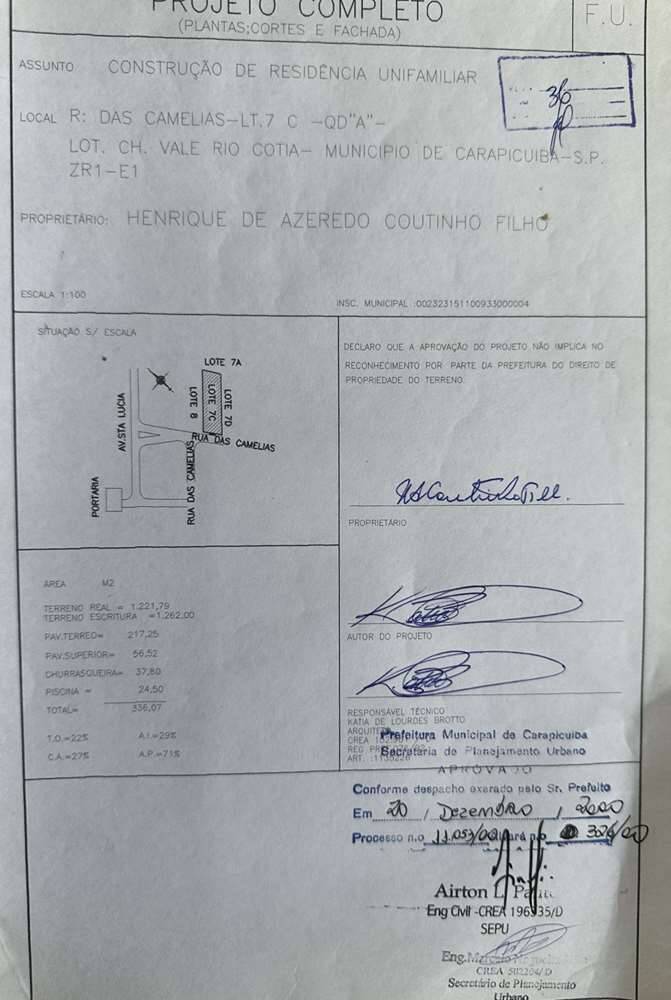 PROJETO COMPLETO
(PLANTAS;CORTES E FACHADA)
F.U.
ASSUNTO CONSTRUÇÃO DE RESIDÊNCIA UNIFAMILIAR
LOCAL R: DAS CAMELIAS-LT.7 C -QD"A"-
LOT. CH. VALE RIO COTIA- MUNICIPIO DE CARAPICUIBA-S.P.
ZR1-E1
PROPRIETÁRIO: HENRIQUE DE AZEREDO COUTINHO FILHO
ESCALA 1:100
INSC. MUNICIPAL :00232315110093300004
SITUAÇÃO S/ ESCALA
LOTE 7A
LOTE 8
LOTE 7C
LOTE 7D
AV.STA LUCIA
RUA DAS CAMELIAS
RUA DAS CAMELIAS
PORTARIA
DECLARO QUE A APROVAÇÃO DO PROJETO NÃO IMPLICA NO
RECONHECIMENTO POR PARTE DA PREFEITURA DO DIREITO DE
PROPRIEDADE DO TERRENO.
PROPRIETÁRIO
AUTOR DO PROJETO
ÁREA M2
TERRENO REAL = 1.221,79
TERRENO ESCRITURA =1.262,00
PAV.TERREO= 217,25
PAV.SUPERIOR= 56,52
CHURRASQUEIRA= 37,80
PISCINA = 24,50
TOTAL= 336,07
T.O.=22% A.I.=29%
C.A.=27% A.P.=71%
RESPONSÁVEL TÉCNICO
KATIA DE LOURDES BROTTO
Prefeitura Municipal de Carapicuiba
Secretaria de Planejamento Urbano
APROVADO
Conforme despacho exarado pelo Sr. Prefeito
Em 20 / Dezembro / 2000
Processo n.o 11.053/00
Airton L.
Eng Civil -CREA 196935/D
SEPU
Secretário de Planejamento
Urbano